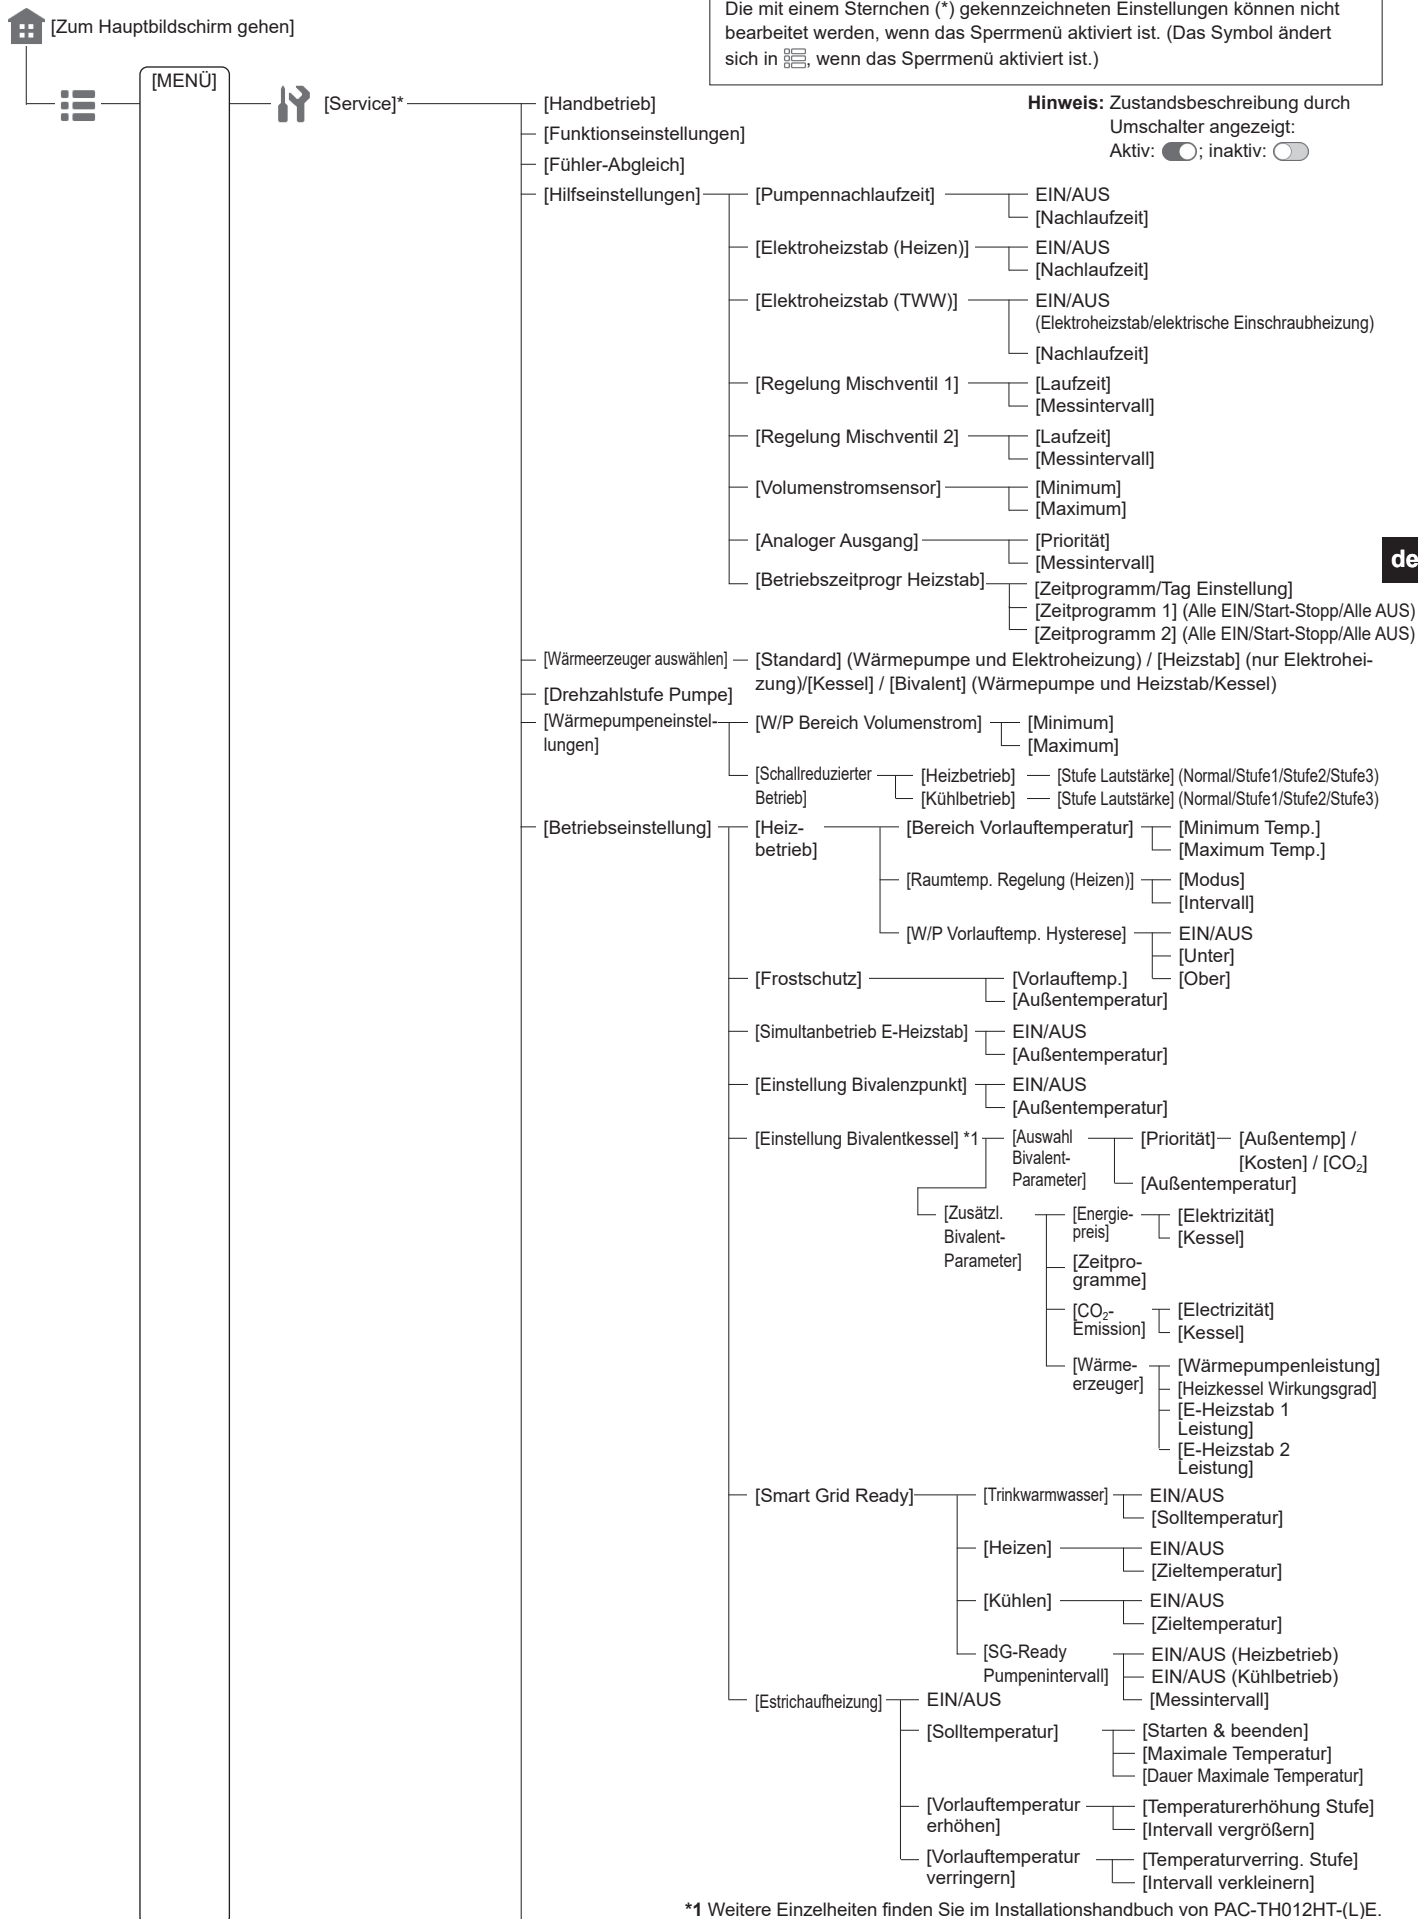 Die mit einem Sternchen (*) gekennzeichneten Einstellungen können nicht
bearbeitet werden, wenn das Sperrmenü aktiviert ist. (Das Symbol ändert
sich in , wenn das Sperrmenü aktiviert ist.)
[Zum Hauptbildschirm gehen]
[MENÜ]
[Service]*
Hinweis: Zustandsbeschreibung durch
Umschalter angezeigt:
Aktiv: ; inaktiv:
[Handbetrieb]
[Funktionseinstellungen]
[Fühler-Abgleich]
[Hilfseinstellungen]
[Pumpennachlaufzeit]
EIN/AUS
[Nachlaufzeit]
[Elektroheizstab (Heizen)]
EIN/AUS
[Nachlaufzeit]
[Elektroheizstab (TWW)]
EIN/AUS
(Elektroheizstab/elektrische Einschraubheizung)
[Nachlaufzeit]
[Regelung Mischventil 1]
[Laufzeit]
[Messintervall]
[Regelung Mischventil 2]
[Laufzeit]
[Messintervall]
[Volumenstromsensor]
[Minimum]
[Maximum]
[Analoger Ausgang]
[Priorität]
[Messintervall]
de
[Betriebszeitprogr Heizstab]
[Zeitprogramm/Tag Einstellung]
[Zeitprogramm 1] (Alle EIN/Start-Stopp/Alle AUS)
[Zeitprogramm 2] (Alle EIN/Start-Stopp/Alle AUS)
[Wärmeerzeuger auswählen]
[Standard] (Wärmepumpe und Elektroheizung) / [Heizstab] (nur Elektrohei-
zung)/[Kessel] / [Bivalent] (Wärmepumpe und Heizstab/Kessel)
[Drehzahlstufe Pumpe]
[Wärmepumpeneinstel-
lungen]
[W/P Bereich Volumenstrom]
[Minimum]
[Maximum]
[Schallreduzierter
Betrieb]
[Heizbetrieb]
[Stufe Lautstärke] (Normal/Stufe1/Stufe2/Stufe3)
[Kühlbetrieb]
[Stufe Lautstärke] (Normal/Stufe1/Stufe2/Stufe3)
[Betriebseinstellung]
[Heiz-
betrieb]
[Bereich Vorlauftemperatur]
[Minimum Temp.]
[Maximum Temp.]
[Raumtemp. Regelung (Heizen)]
[Modus]
[Intervall]
[W/P Vorlauftemp. Hysterese]
EIN/AUS
[Unter]
[Ober]
[Frostschutz]
[Vorlauftemp.]
[Außentemperatur]
[Simultanbetrieb E-Heizstab]
EIN/AUS
[Außentemperatur]
[Einstellung Bivalenzpunkt]
EIN/AUS
[Außentemperatur]
[Einstellung Bivalentkessel] *1
[Auswahl
Bivalent-
Parameter]
[Priorität]
[Außentemp] /
[Kosten] / [CO₂]
[Außentemperatur]
[Zusätzl.
Bivalent-
Parameter]
[Energie-
preis]
[Elektrizität]
[Kessel]
[Zeitpro-
gramme]
[CO₂-
Emission]
[Electrizität]
[Kessel]
[Wärme-
erzeuger]
[Wärmepumpenleistung]
[Heizkessel Wirkungsgrad]
[E-Heizstab 1
Leistung]
[E-Heizstab 2
Leistung]
[Smart Grid Ready]
[Trinkwarmwasser]
EIN/AUS
[Solltemperatur]
[Heizen]
EIN/AUS
[Zieltemperatur]
[Kühlen]
EIN/AUS
[Zieltemperatur]
[SG-Ready
Pumpenintervall]
EIN/AUS (Heizbetrieb)
EIN/AUS (Kühlbetrieb)
[Messintervall]
[Estrichaufheizung]
EIN/AUS
[Solltemperatur]
[Starten & beenden]
[Maximale Temperatur]
[Dauer Maximale Temperatur]
[Vorlauftemperatur
erhöhen]
[Temperaturerhöhung Stufe]
[Intervall vergrößern]
[Vorlauftemperatur
verringern]
[Temperaturverring. Stufe]
[Intervall verkleinern]
*1 Weitere Einzelheiten finden Sie im Installationshandbuch von PAC-TH012HT-(L)E.